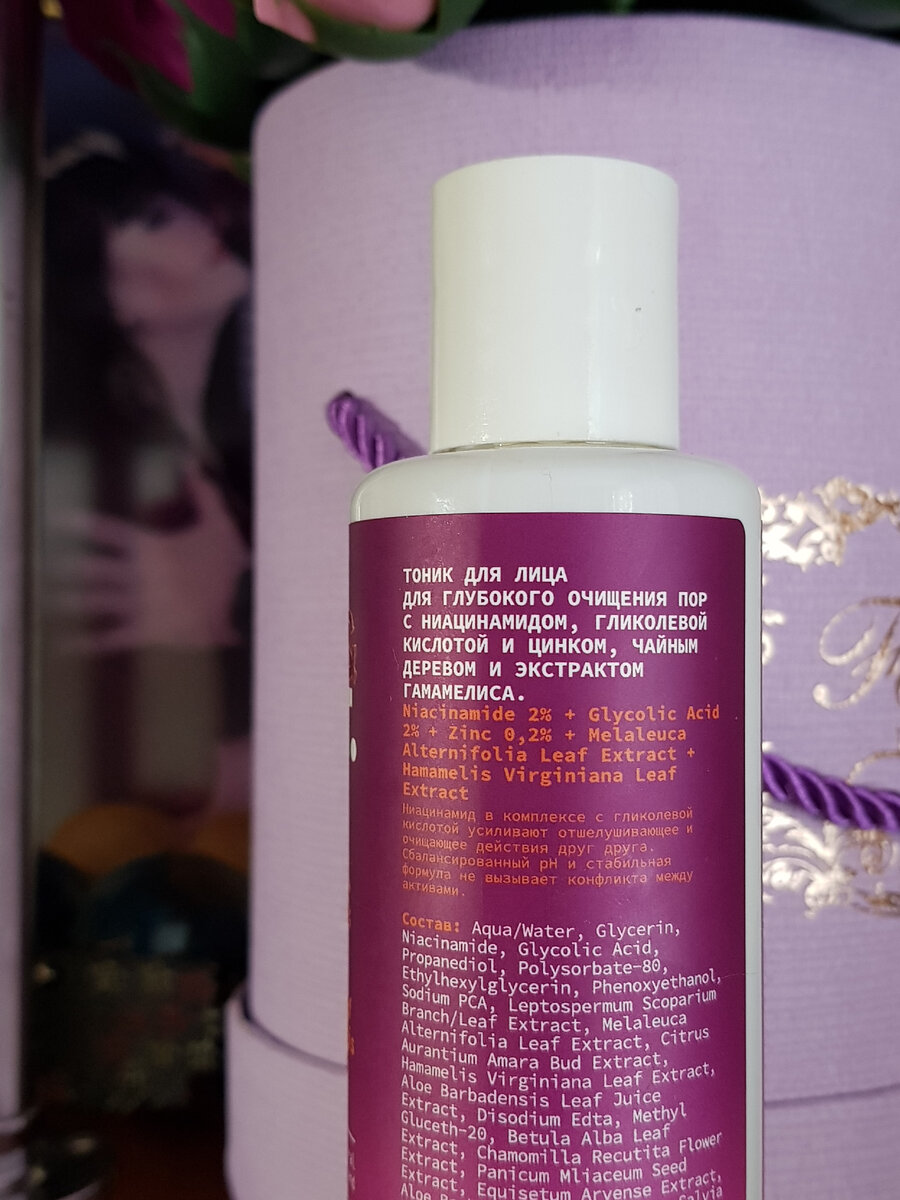 ТОНИК ДЛЯ ЛИЦА
ДЛЯ ГЛУБОКОГО ОЧИЩЕНИЯ ПОР
С НИАЦИНАМИДОМ, ГЛИКОЛЕВОЙ
КИСЛОТОЙ И ЦИНКОМ, ЧАЙНЫМ
ДЕРЕВОМ И ЭКСТРАКТОМ
ГАМАМЕЛИСА.
Niacinamide 2% + Glycolic Acid
2% + Zinc 0,2% + Melaleuca
Alternifolia Leaf Extract +
Hamamelis Virginiana Leaf
Extract
Ниацинамид в комплексе с гликолевой
кислотой усиливают отшелушивающее и
очищающее действия друг друга.
Сбалансированный pH и стабильная
формула не вызывает конфликта между
активами.
Состав: Aqua/Water, Glycerin,
Niacinamide, Glycolic Acid,
Propanediol, Polysorbate-80,
Ethylhexylglycerin, Phenoxyethanol,
Sodium PCA, Leptospermum Scoparium
Branch/Leaf Extract, Melaleuca
Alternifolia Leaf Extract, Citrus
Aurantium Amara Bud Extract,
Hamamelis Virginiana Leaf Extract,
Aloe Barbadensis Leaf Juice
Extract, Disodium Edta, Methyl
Gluceth-20, Betula Alba Leaf
Extract, Chamomilla Recutita Flower
Extract, Panicum Mliaceum Seed
Extract, Equisetum Arvense Extract,
Aloe